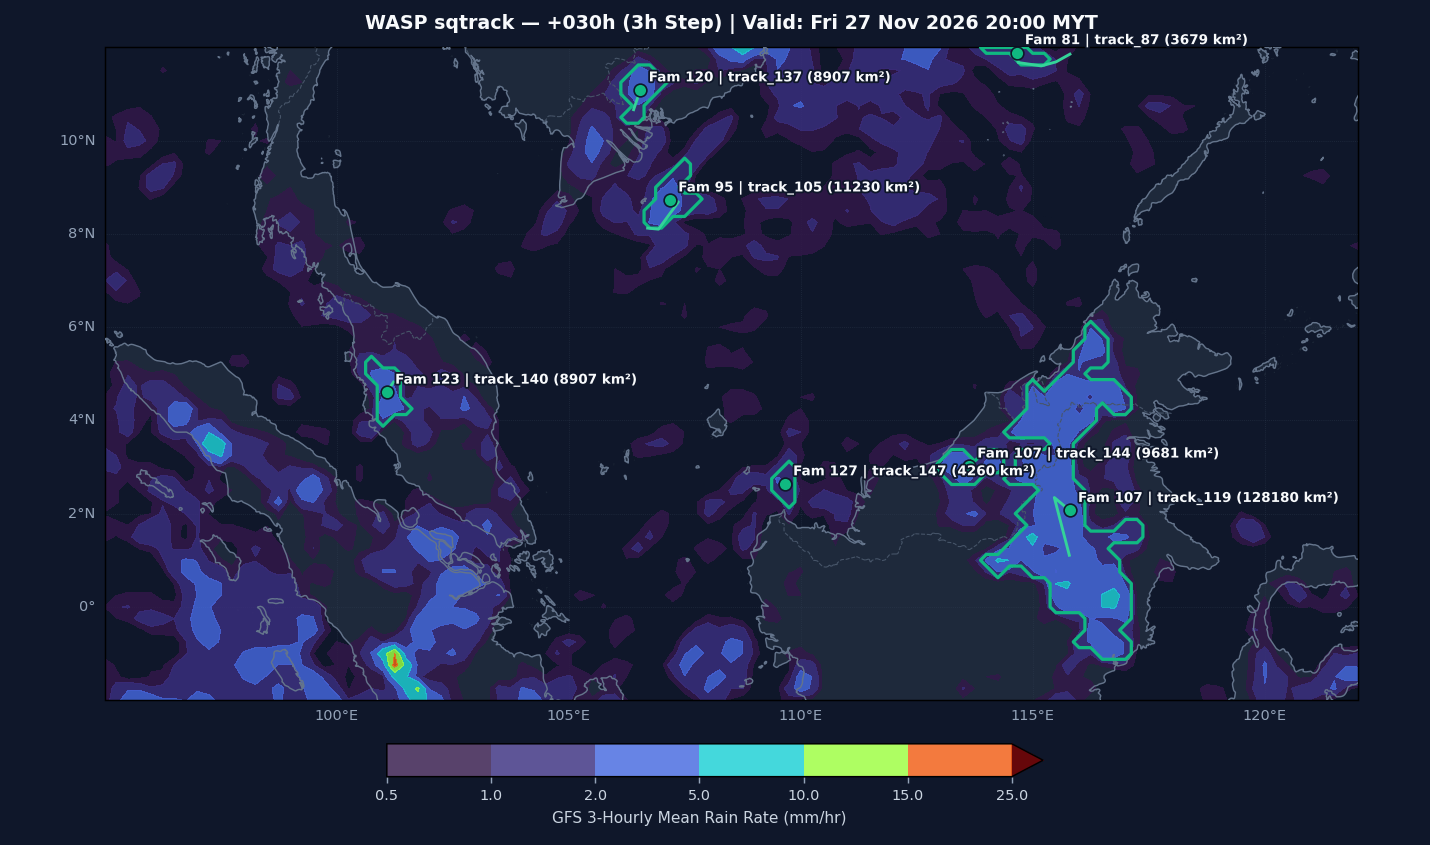 WASP sqtrack — +030h (3h Step) | Valid: Fri 27 Nov 2026 20:00 MYT
Fam 81 | track_87 (3679 km²)
Fam 120 | track_137 (8907 km²)
10°N
Fam 95 | track_105 (11230 km²)
8°N
6°N
Fam 123 | track_140 (8907 km²)
4°N
Fam 107 | track_144 (9681 km²)
Fam 127 | track_147 (4260 km²)
Fam 107 | track_119 (128180 km²)
2°N
0°
100°E 105°E 110°E 115°E 120°E
0.5 1.0 2.0 5.0 10.0 15.0 25.0
GFS 3-Hourly Mean Rain Rate (mm/hr)